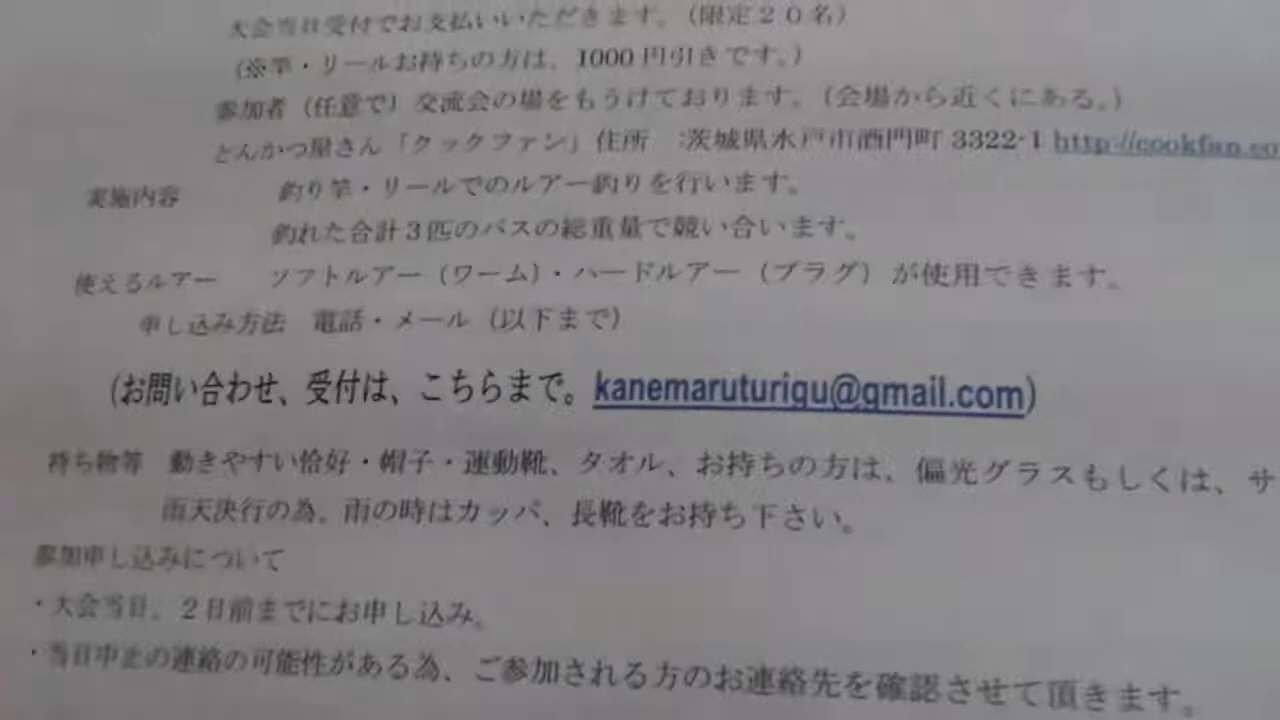 大会当日受付でお支払いいただきます。(限定20名)
(※竿・リールお持ちの方は、1000円引きです。)
参加者(任意で)交流会の場をもうけております。(会場から近くにある。)
とんかつ屋さん「クックファン」住所 :茨城県水戸市酒門町 3322-1 http://cookfan.co
実施内容 釣り竿・リールでのルアー釣りを行います。
釣れた合計3匹のバスの総重量で競い合います。
使えるルアー ソフトルアー(ワーム)・ハードルアー(プラグ)が使用できます。
申し込み方法 電話・メール(以下まで)
(お問い合わせ、受付は、こちらまで。kanemaruturigu@gmail.com)
持ち物等 動きやすい恰好・帽子・運動靴、タオル、お持ちの方は、偏光グラスもしくは、サ
雨天決行の為、雨の時はカッパ、長靴をお持ち下さい。
参加申し込みについて
・大会当日、2日前までにお申し込み。
・当日中止の連絡の可能性がある為、ご参加される方のお連絡先を確認させて頂きます。